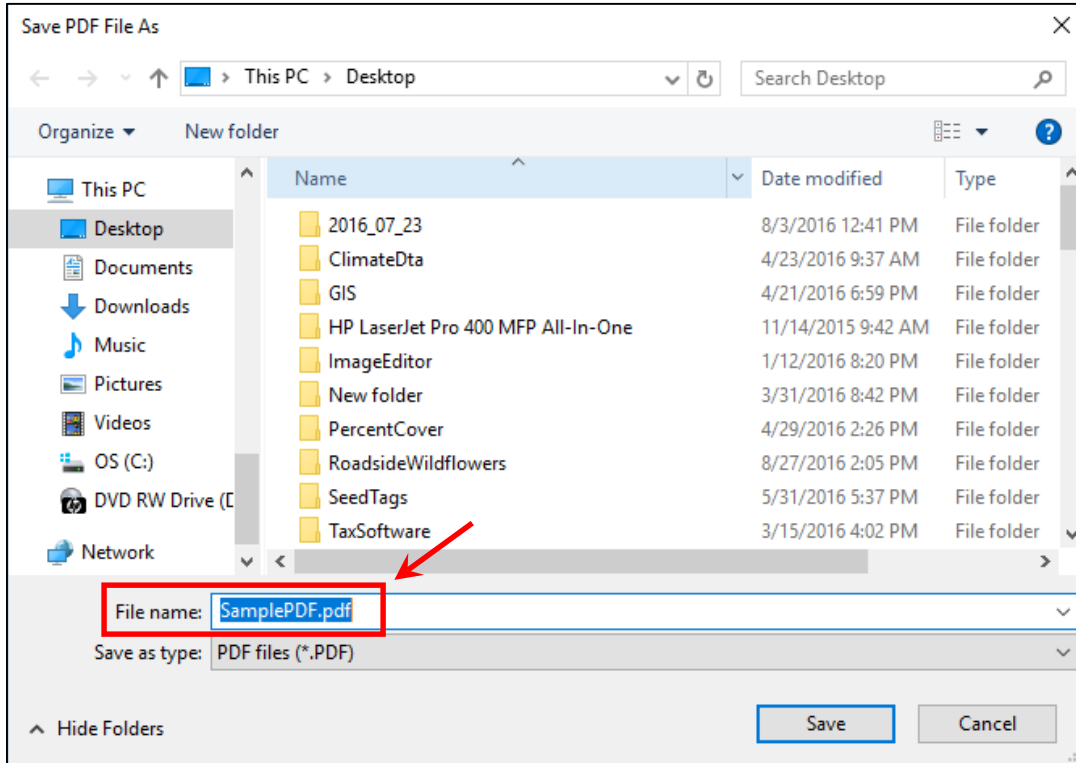 Save PDF File As
This PC > Desktop
Search Desktop
Organize
New folder
This PC
Desktop
Documents
Downloads
Music
Pictures
Videos
OS (C:)
DVD RW Drive (D
Network
Name Date modified Type
2016_07_23 8/3/2016 12:41 PM File folder
ClimateDta 4/23/2016 9:37 AM File folder
GIS 4/21/2016 6:59 PM File folder
HP LaserJet Pro 400 MFP All-In-One 11/14/2015 9:42 AM File folder
ImageEditor 1/12/2016 8:20 PM File folder
New folder 3/31/2016 8:42 PM File folder
PercentCover 4/29/2016 2:26 PM File folder
RoadsideWildflowers 8/27/2016 2:05 PM File folder
SeedTags 5/31/2016 5:37 PM File folder
TaxSoftware 3/15/2016 4:02 PM File folder
File name: SamplePDF.pdf
Save as type: PDF files (*.PDF)
Hide Folders
Save
Cancel